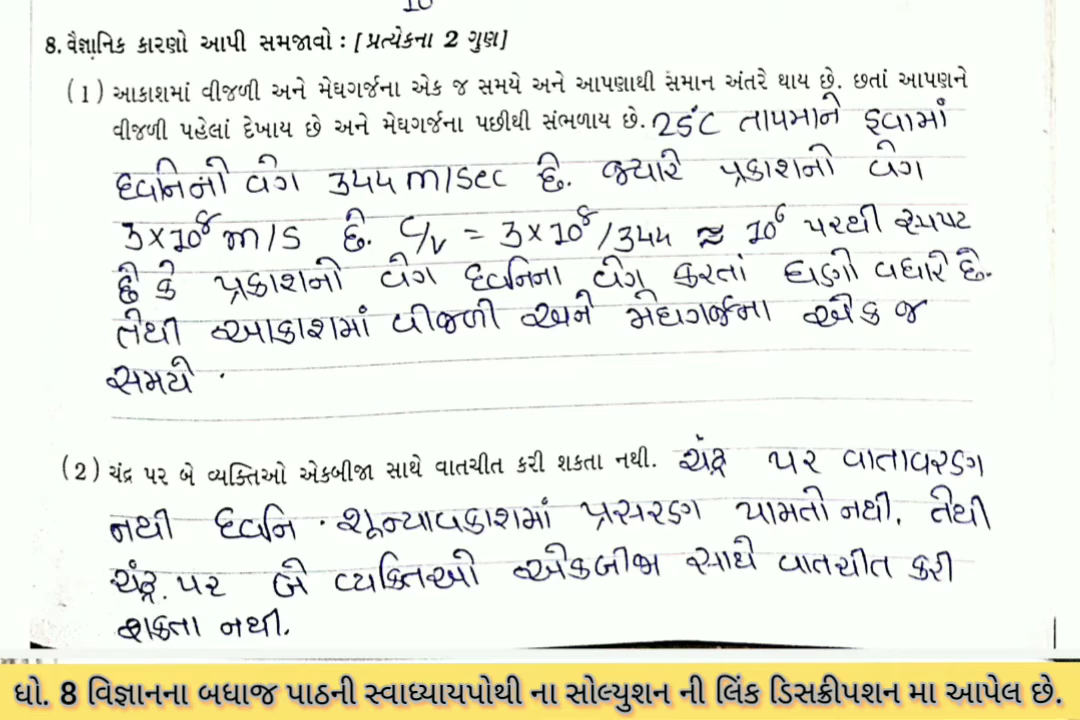 10
8. વૈજ્ઞાનિક કારણો આપી સમજાવો : [પ્રત્યેકના 2 ગુણ]
(1) આકાશમાં વીજળી અને મેઘગર્જના એક જ સમયે અને આપણાથી સમાન અંતરે થાય છે. છતાં આપણને
વીજળી પહેલાં દેખાય છે અને મેઘગર્જના પછીથી સંભળાય છે. 25°C તાપમાને હવામાં
ધ્વનિનો વેગ 344 m/sec છે. જ્યારે પ્રકાશનો વેગ
3×10⁸ m/s છે. C/v = 3×10⁸/344 ≈ 10⁶ પરથી સ્પષ્ટ
છે કે પ્રકાશનો વેગ ધ્વનિના વેગ કરતાં ઘણો વધારે છે.
તેથી આકાશમાં વીજળી અને મેઘગર્જના એક જ
સમયે .
(2) ચંદ્ર પર બે વ્યક્તિઓ એકબીજા સાથે વાતચીત કરી શકતા નથી. ચંદ્ર પર વાતાવરણ
નથી ધ્વનિ . શૂન્યાવકાશમાં પ્રસરણ પામતો નથી. તેથી
ચંદ્ર પર બે વ્યક્તિઓ એકબીજા સાથે વાતચીત કરી
શકતા નથી.
ધો. 8 વિજ્ઞાનના બધાજ પાઠની સ્વાધ્યાયપોથી ના સોલ્યુશન ની લિંક ડિસક્રીપશન મા આપેલ છે.